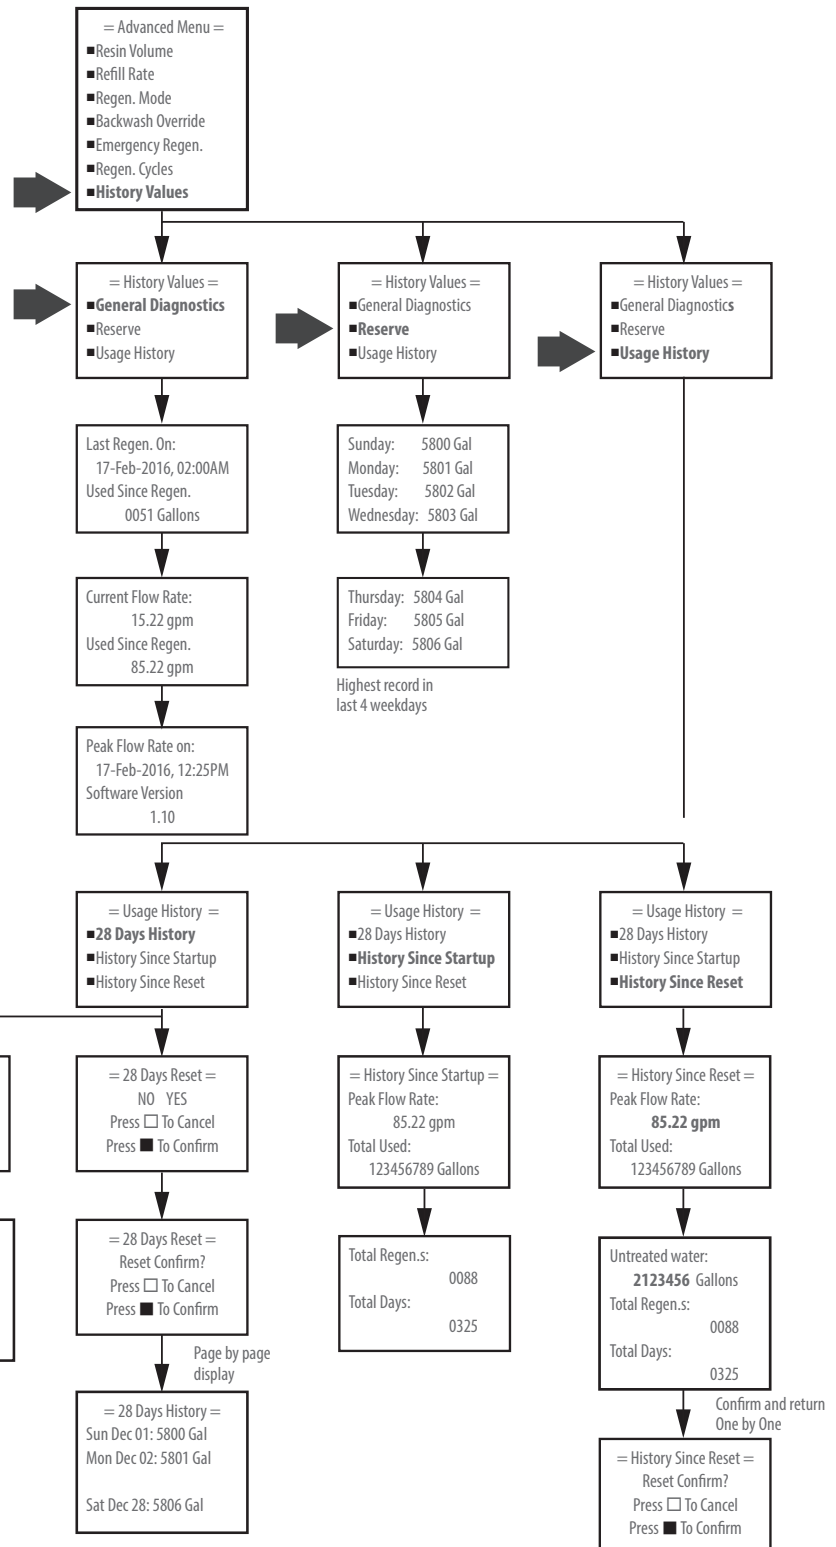 = Advanced Menu =
■Resin Volume
■Refill Rate
■Regen. Mode
■Backwash Override
■Emergency Regen.
■Regen. Cycles
■History Values
= History Values =
■General Diagnostics
■Reserve
■Usage History
= History Values =
■General Diagnostics
■Reserve
■Usage History
= History Values =
■General Diagnostics
■Reserve
■Usage History
Last Regen. On:
17-Feb-2016, 02:00AM
Used Since Regen.
0051 Gallons
Sunday: 5800 Gal
Monday: 5801 Gal
Tuesday: 5802 Gal
Wednesday: 5803 Gal
Current Flow Rate:
15.22 gpm
Used Since Regen.
85.22 gpm
Thursday: 5804 Gal
Friday: 5805 Gal
Saturday: 5806 Gal
Highest record in
last 4 weekdays
Peak Flow Rate on:
17-Feb-2016, 12:25PM
Software Version
1.10
= Usage History =
■28 Days History
■History Since Startup
■History Since Reset
= Usage History =
■28 Days History
■History Since Startup
■History Since Reset
= Usage History =
■28 Days History
■History Since Startup
■History Since Reset
= 28 Days Reset =
NO YES
Press □ To Cancel
Press ■ To Confirm
= History Since Startup =
Peak Flow Rate:
85.22 gpm
Total Used:
123456789 Gallons
= History Since Reset =
Peak Flow Rate:
85.22 gpm
Total Used:
123456789 Gallons
= 28 Days Reset =
Reset Confirm?
Press □ To Cancel
Press ■ To Confirm
Total Regen.s:
0088
Total Days:
0325
Untreated water:
2123456 Gallons
Total Regen.s:
0088
Total Days:
0325
Page by page
display
= 28 Days History =
Sun Dec 01: 5800 Gal
Mon Dec 02: 5801 Gal
Sat Dec 28: 5806 Gal
Confirm and return
One by One
= History Since Reset =
Reset Confirm?
Press □ To Cancel
Press ■ To Confirm